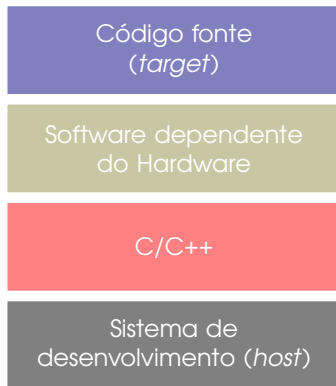 Código fonte
(target)
Software dependente
do Hardware
C/C++
Sistema de
desenvolvimento (host)